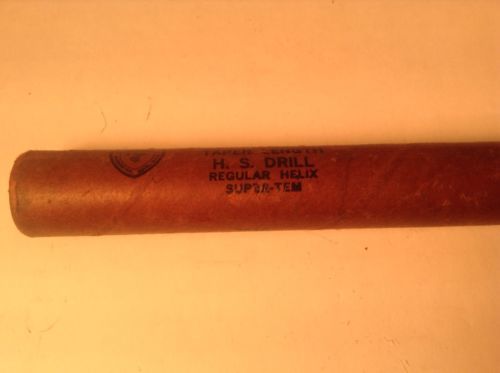 TAPER LENGTH
H. S. DRILL
REGULAR HELIX
SUPER-TEM